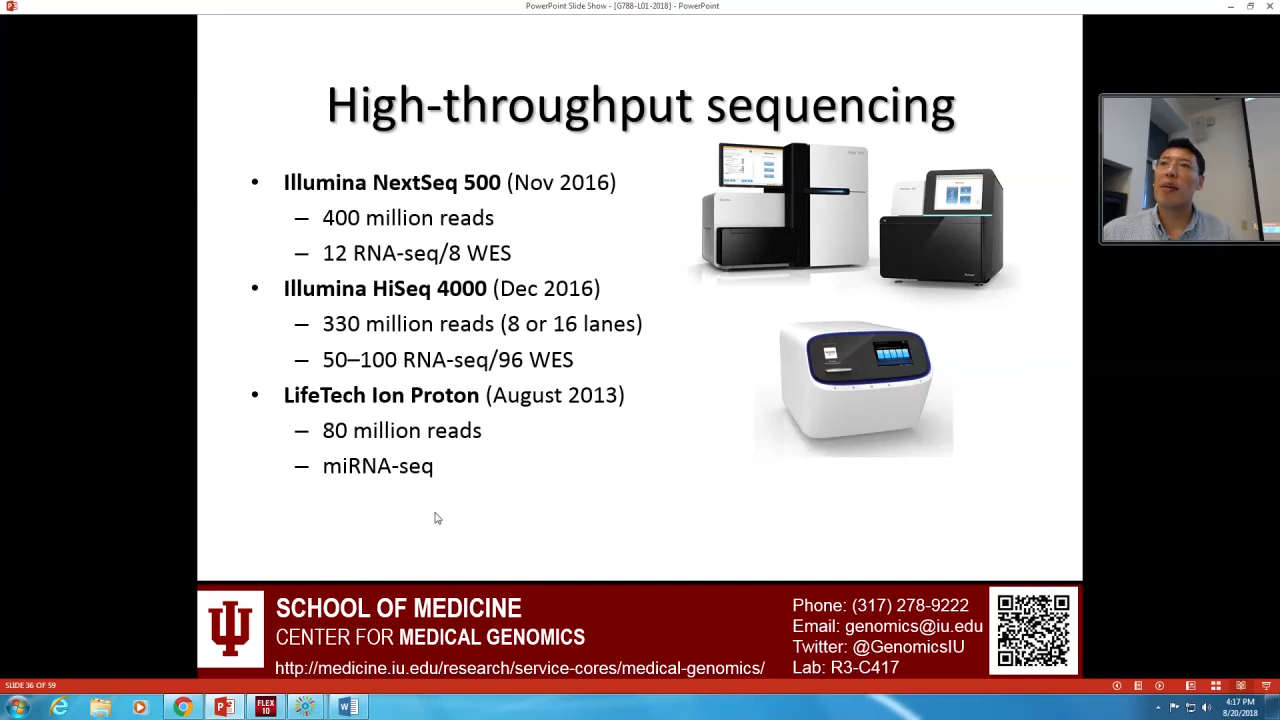 PowerPoint Slide Show - [G788-L01-2018] - PowerPoint
High-throughput sequencing
• Illumina NextSeq 500 (Nov 2016)
– 400 million reads
– 12 RNA-seq/8 WES
• Illumina HiSeq 4000 (Dec 2016)
– 330 million reads (8 or 16 lanes)
– 50–100 RNA-seq/96 WES
• LifeTech Ion Proton (August 2013)
– 80 million reads
– miRNA-seq
SCHOOL OF MEDICINE
CENTER FOR MEDICAL GENOMICS
http://medicine.iu.edu/research/service-cores/medical-genomics/
Phone: (317) 278-9222
Email: genomics@iu.edu
Twitter: @GenomicsIU
Lab: R3-C417
SLIDE 36 OF 59
FLEX
10
4:17 PM
8/20/2018